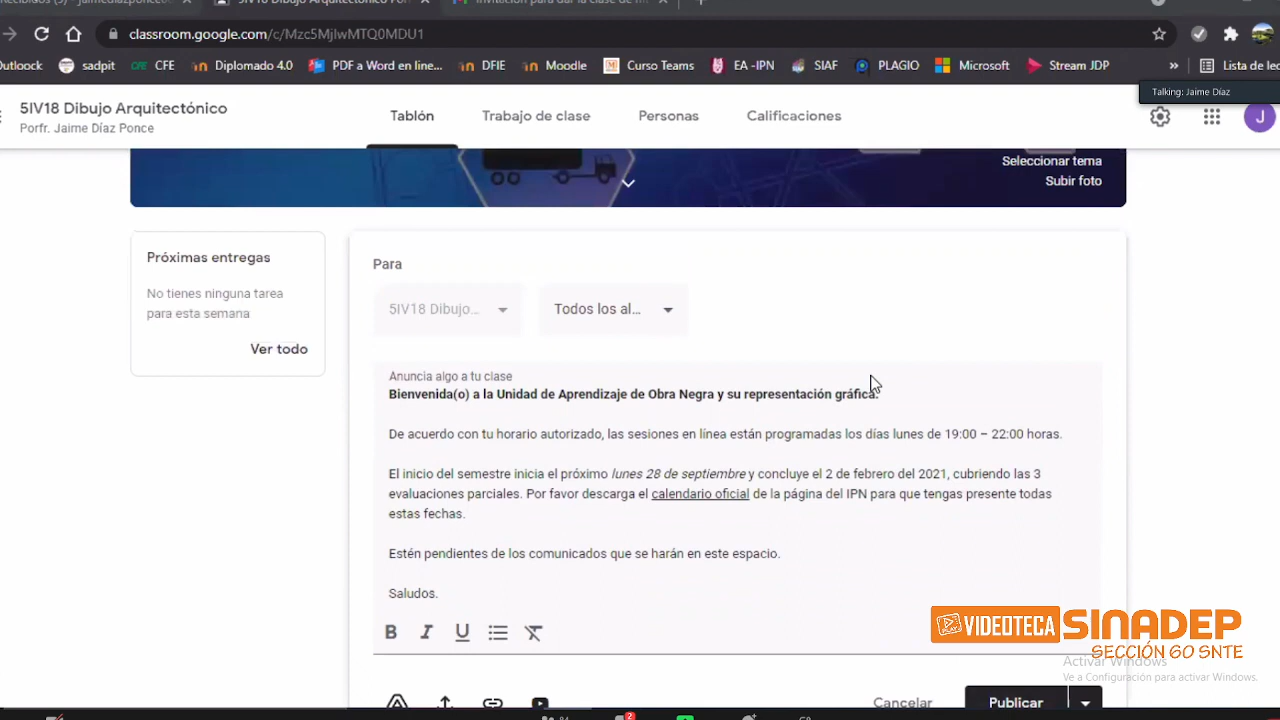 classroom.google.com/c/Mzc5MjIwMTQ0MDU1
Outloock sadpit CFE CFE in Diplomado 4.0 PDF a Word en líne... in DFIE in Moodle Curso Teams EA -IPN SIAF PLAGIO Microsoft Stream JDP » Lista de lec
Talking: Jaime Díaz
5IV18 Dibujo Arquitectónico
Porfr. Jaime Díaz Ponce
Tablón Trabajo de clase Personas Calificaciones
J
Seleccionar tema
Subir foto
Próximas entregas
No tienes ninguna tarea
para esta semana
Ver todo
Para
5IV18 Dibujo... Todos los al...
Anuncia algo a tu clase
Bienvenida(o) a la Unidad de Aprendizaje de Obra Negra y su representación gráfica.
De acuerdo con tu horario autorizado, las sesiones en línea están programadas los días lunes de 19:00 – 22:00 horas.
El inicio del semestre inicia el próximo lunes 28 de septiembre y concluye el 2 de febrero del 2021, cubriendo las 3
evaluaciones parciales. Por favor descarga el calendario oficial de la página del IPN para que tengas presente todas
estas fechas.
Estén pendientes de los comunicados que se harán en este espacio.
Saludos.
B I U
VIDEOTECA SINADEP
SECCIÓN 60 SNTE
Activar Windows
Ve a Configuración para activar Windows.
Cancelar Publicar